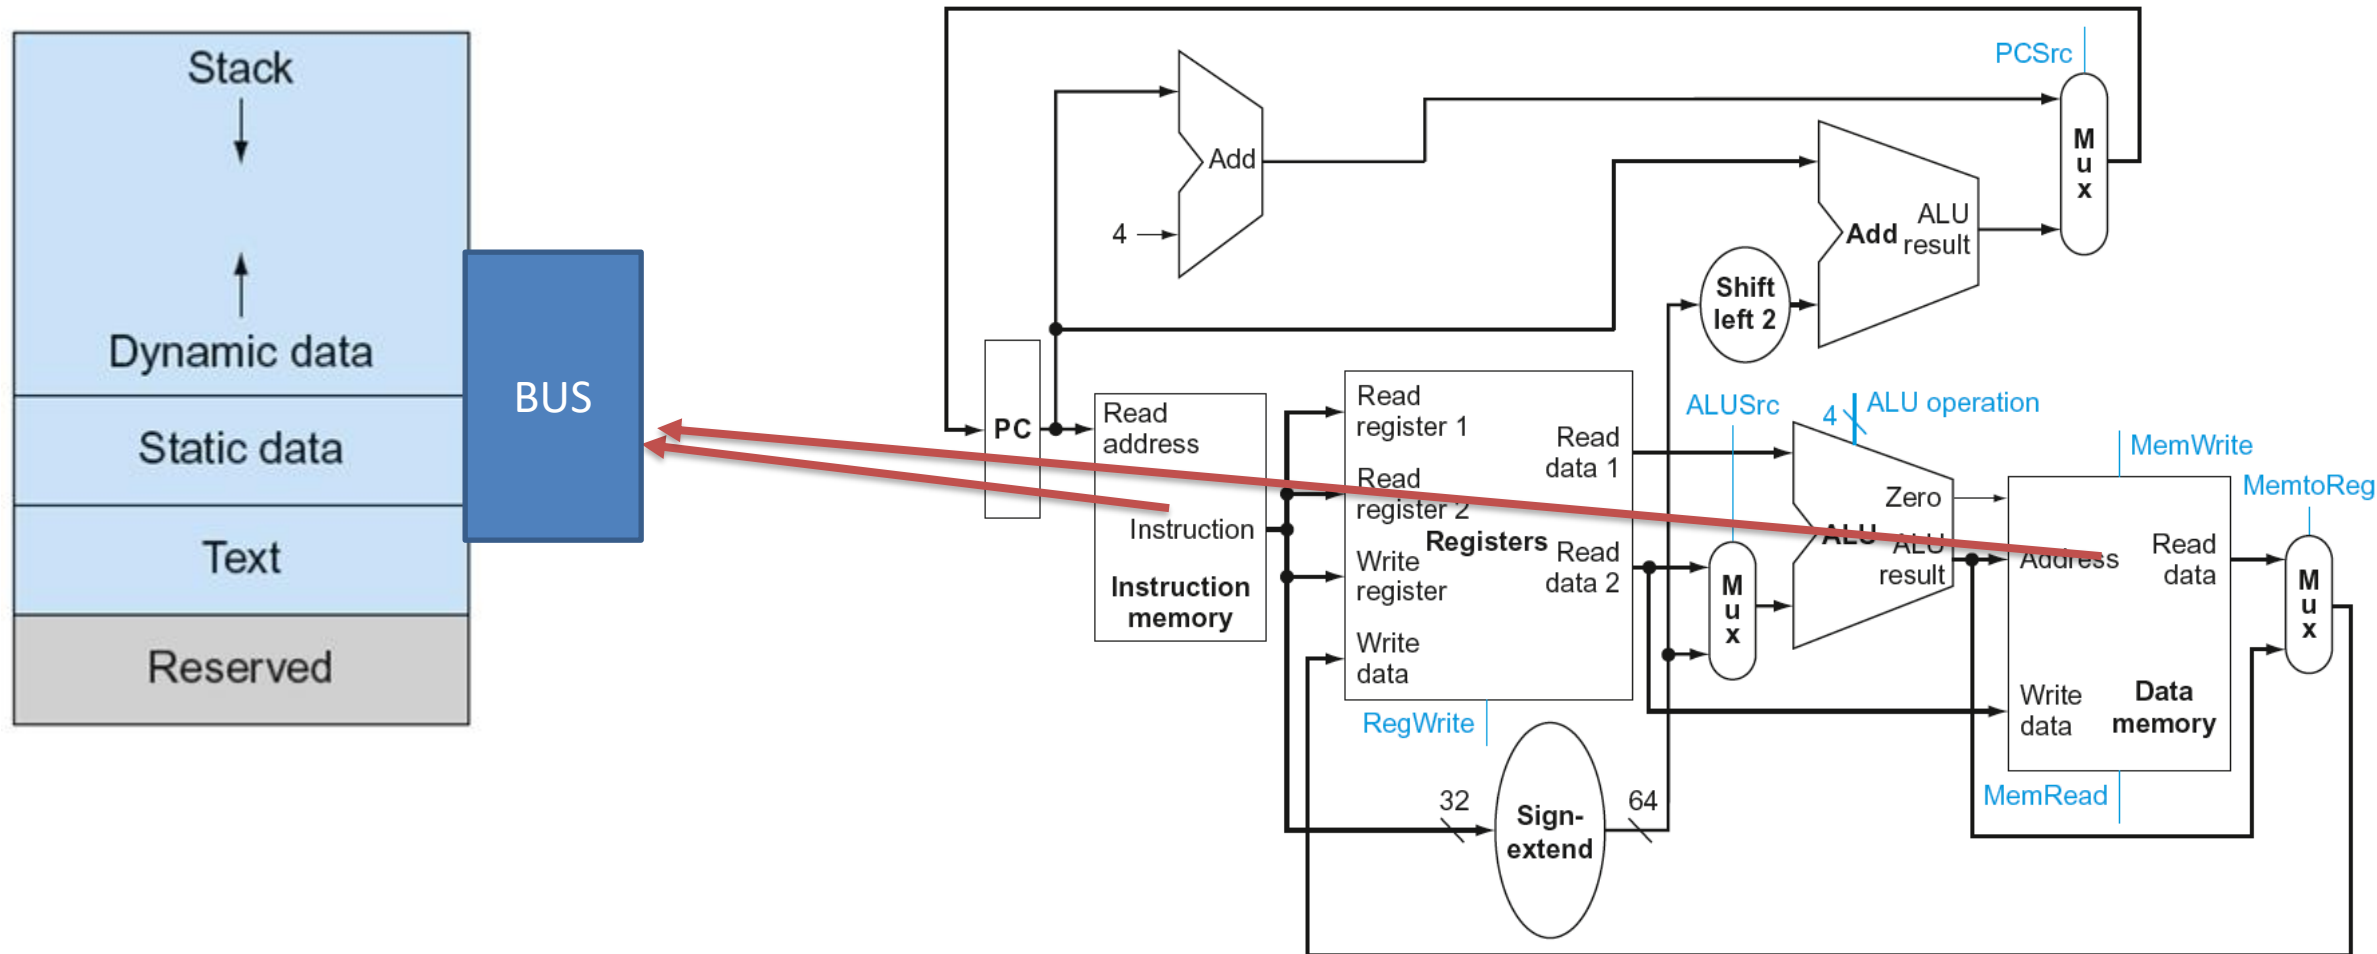 Stack
Dynamic data
Static data
Text
Reserved
BUS
PCSrc
Add
4
M
u
x
Add
ALU
result
Shift
left 2
PC
Read
address
Instruction
Instruction
memory
Read
register 1
Read
register 2
Write
register
Write
data
Registers
Read
data 1
Read
data 2
RegWrite
ALUSrc
M
u
x
4
ALU operation
Zero
ALU
ALU
result
MemWrite
Address
Read
data
Write
data
Data
memory
MemRead
MemtoReg
M
u
x
32
Sign-
extend
64